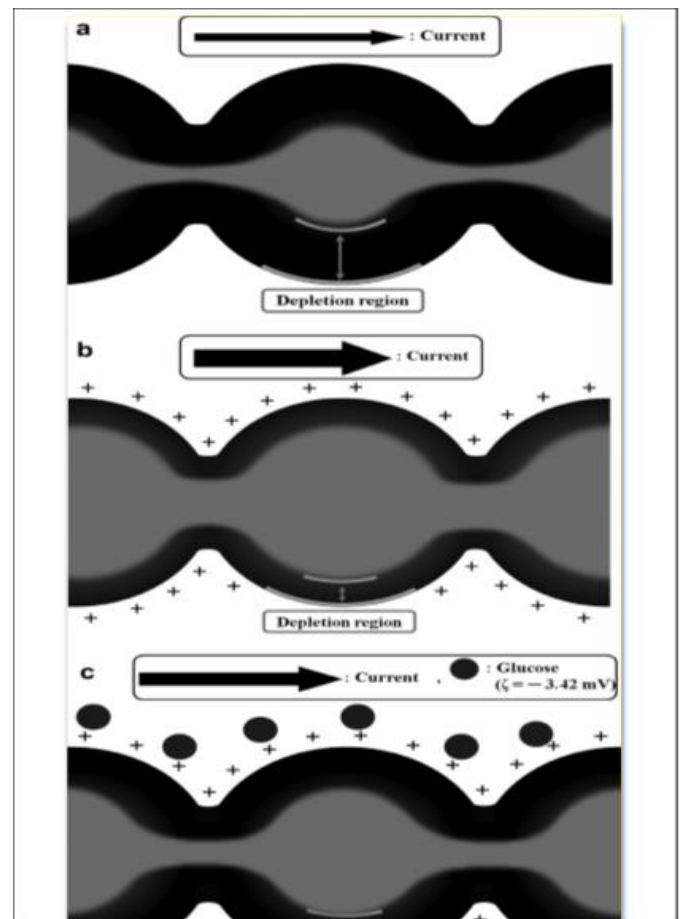 a
: Current
Depletion region
b
: Current
Depletion region
c
: Current , : Glucose
(ζ = − 3.42 mV)